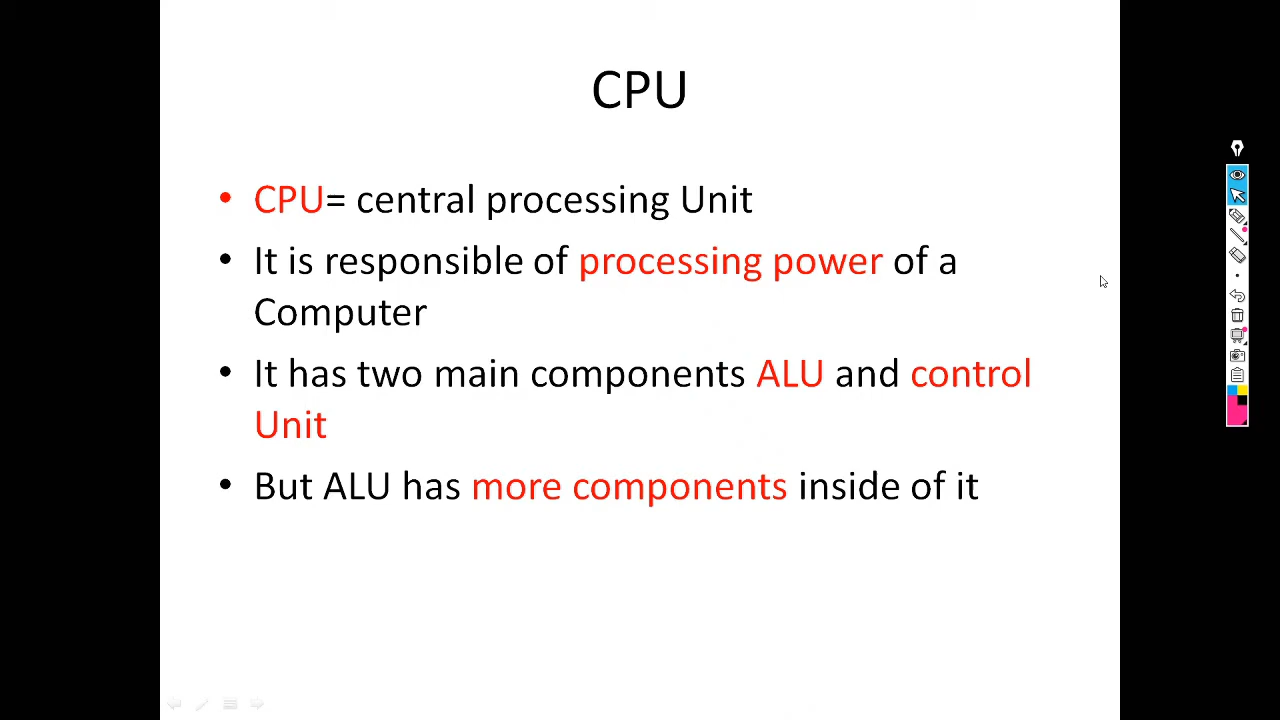 CPU
• CPU= central processing Unit
• It is responsible of processing power of a
Computer
• It has two main components ALU and control
Unit
• But ALU has more components inside of it